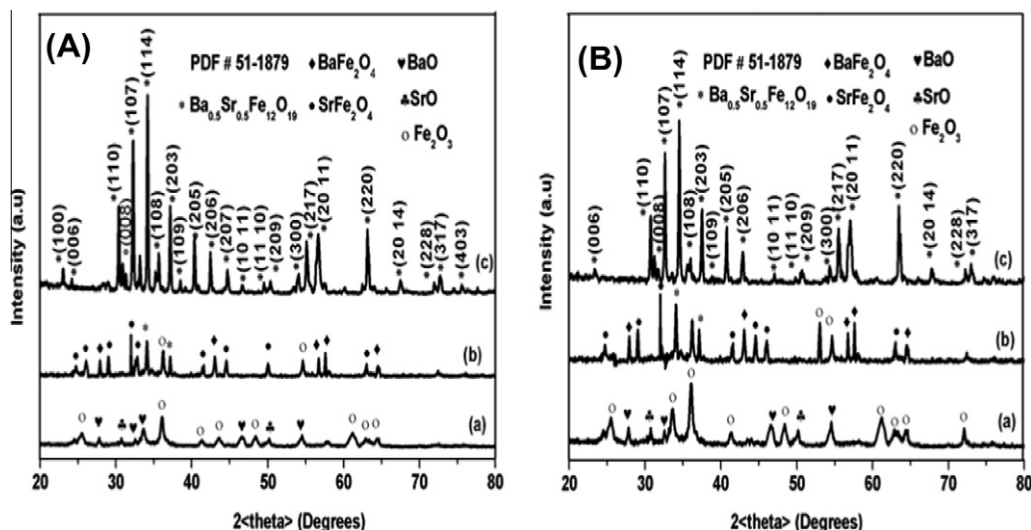 (A)
PDF # 51-1879
♦ BaFe₂O₄
♥ BaO
* Ba₀.₅Sr₀.₅Fe₁₂O₁₉
• SrFe₂O₄
♣ SrO
○ Fe₂O₃
*(100)
*(006)
*(110)
*(008)
*(107)
*(114)
*(108)
*(203)
*(109)
*(205)
*(206)
*(207)
*(10 11)
*(11 10)
*(209)
*(300)
*(217)
*(20 11)
*(220)
*(20 14)
*(228)
*(317)
*(403)
(c)
(b)
(a)
Intensity (a.u)
20 30 40 50 60 70 80
2<theta> (Degrees)
(B)
PDF # 51-1879
♦ BaFe₂O₄
♥ BaO
* Ba₀.₅Sr₀.₅Fe₁₂O₁₉
• SrFe₂O₄
♣ SrO
○ Fe₂O₃
*(006)
*(110)
*(008)
*(107)
*(114)
*(108)
*(203)
*(109)
*(205)
*(206)
*(10 11)
*(11 10)
*(209)
*(300)
*(217)
*(20 11)
*(220)
*(20 14)
*(228)
*(317)
(c)
(b)
(a)
Intensity (a.u)
20 30 40 50 60 70 80
2<theta> (Degrees)